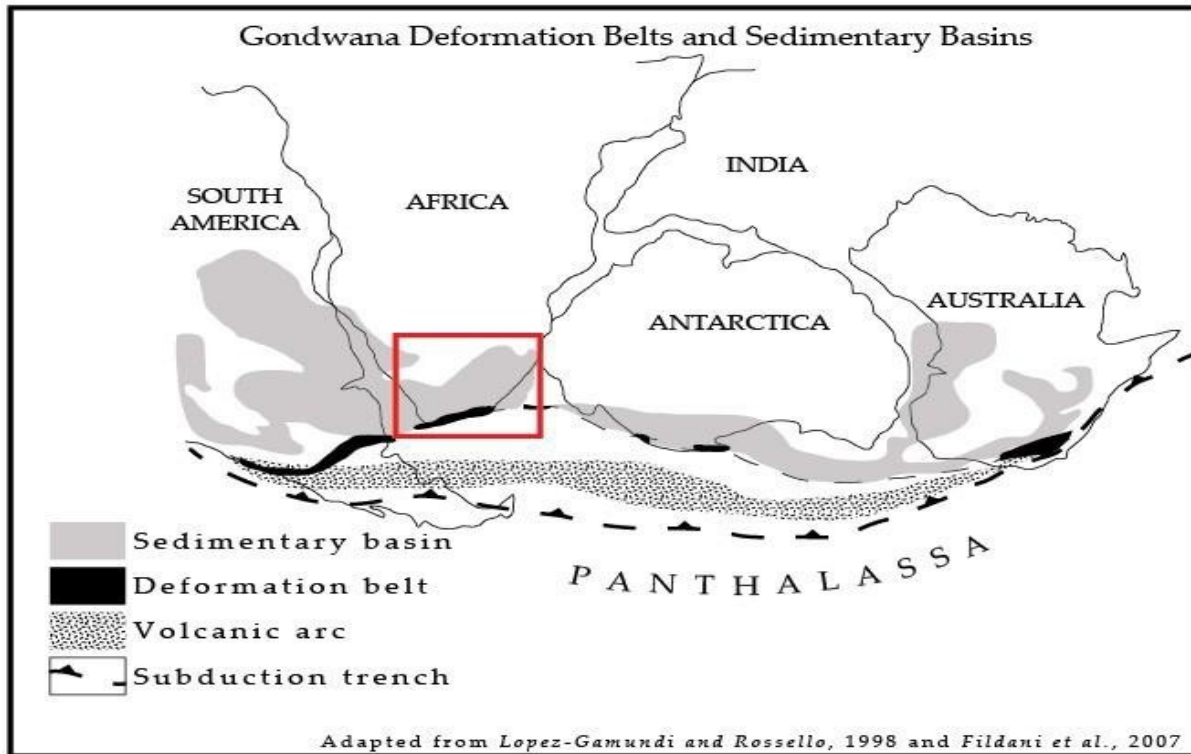 Gondwana Deformation Belts and Sedimentary Basins
INDIA
SOUTH
AMERICA
AFRICA
ANTARCTICA
AUSTRALIA
PANTHALASSA
Sedimentary basin
Deformation belt
Volcanic arc
Subduction trench
Adapted from Lopez-Gamundi and Rossello, 1998 and Fildani et al., 2007